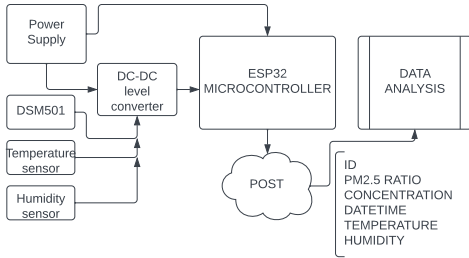 Power
Supply
DC-DC
level
converter
ESP32
MICROCONTROLLER
DATA
ANALYSIS
DSM501
Temperature
sensor
Humidity
sensor
POST
ID
PM2.5 RATIO
CONCENTRATION
DATETIME
TEMPERATURE
HUMIDITY